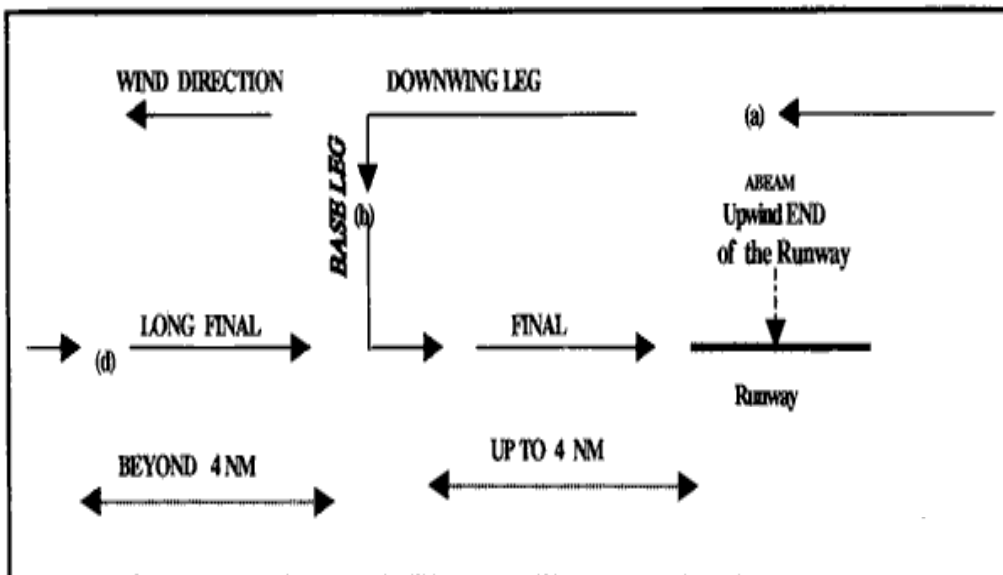 WIND DIRECTION
DOWNWING LEG
(a)
BASE LEG
ABEAM
Upwind END
of the Runway
LONG FINAL
(d)
FINAL
Runway
BEYOND 4 NM
UP TO 4 NM